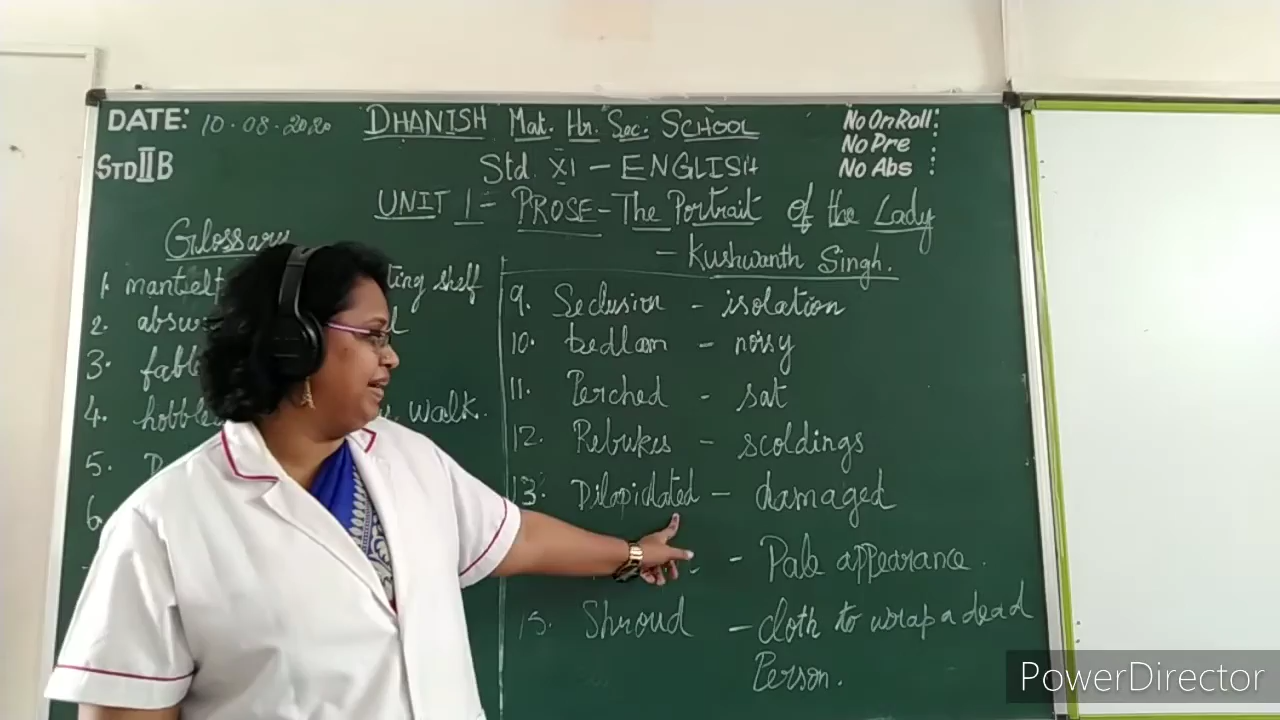 DATE: 10.08.2020
STD II B
DHANISH Mat. Hr. Sec. SCHOOL
No On Roll:
No Pre :
No Abs :
Std. XI - ENGLISH
UNIT 1 - PROSE - The Portrait of the Lady
- Kushwanth Singh.
Glossary
1. ting shelf
2.
3.
4. walk.
5.
6
9. Seclusion - isolation
10. bedlam - noisy
11. Perched - sat
12. Rebukes - scoldings
13. Dilapidated - damaged
- Pale appearance.
15. Shroud - cloth to wrap a dead
Person.
PowerDirector